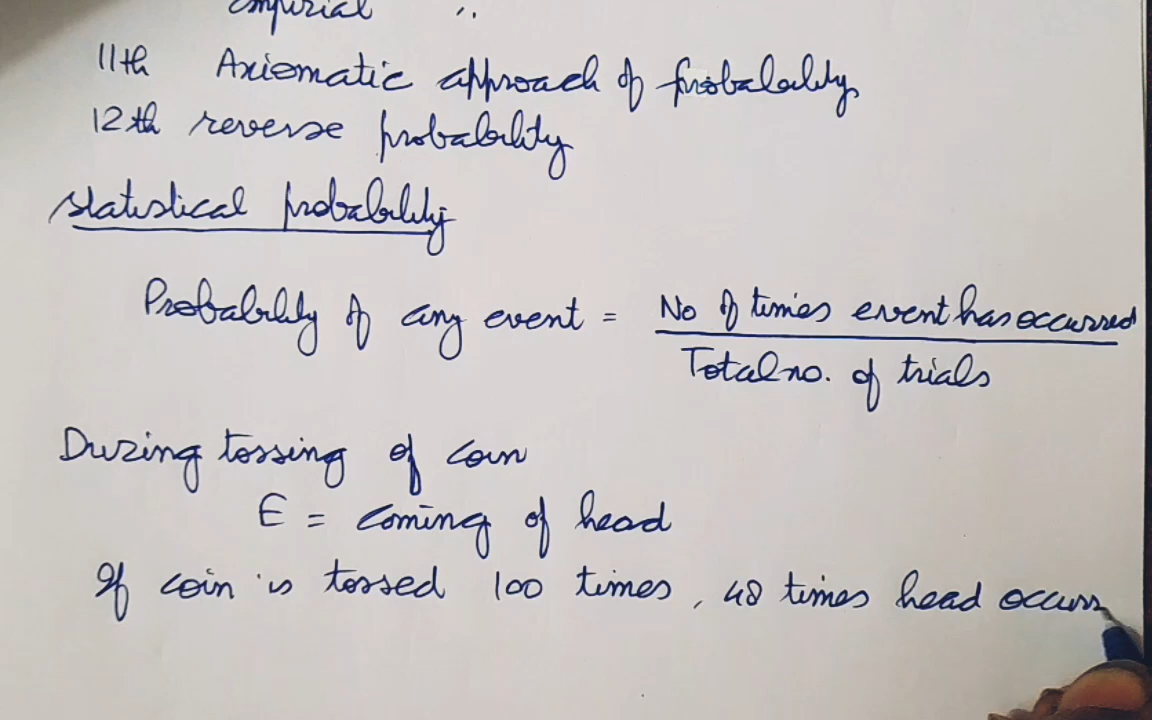 empirial "
11th Axiomatic approach of probability
12th reverse probability
statistical probability
Probability of any event = No of times event has occurred
Total no. of trials
During tossing of coin
E = coming of head
If coin is tossed 100 times, 48 times head occurs